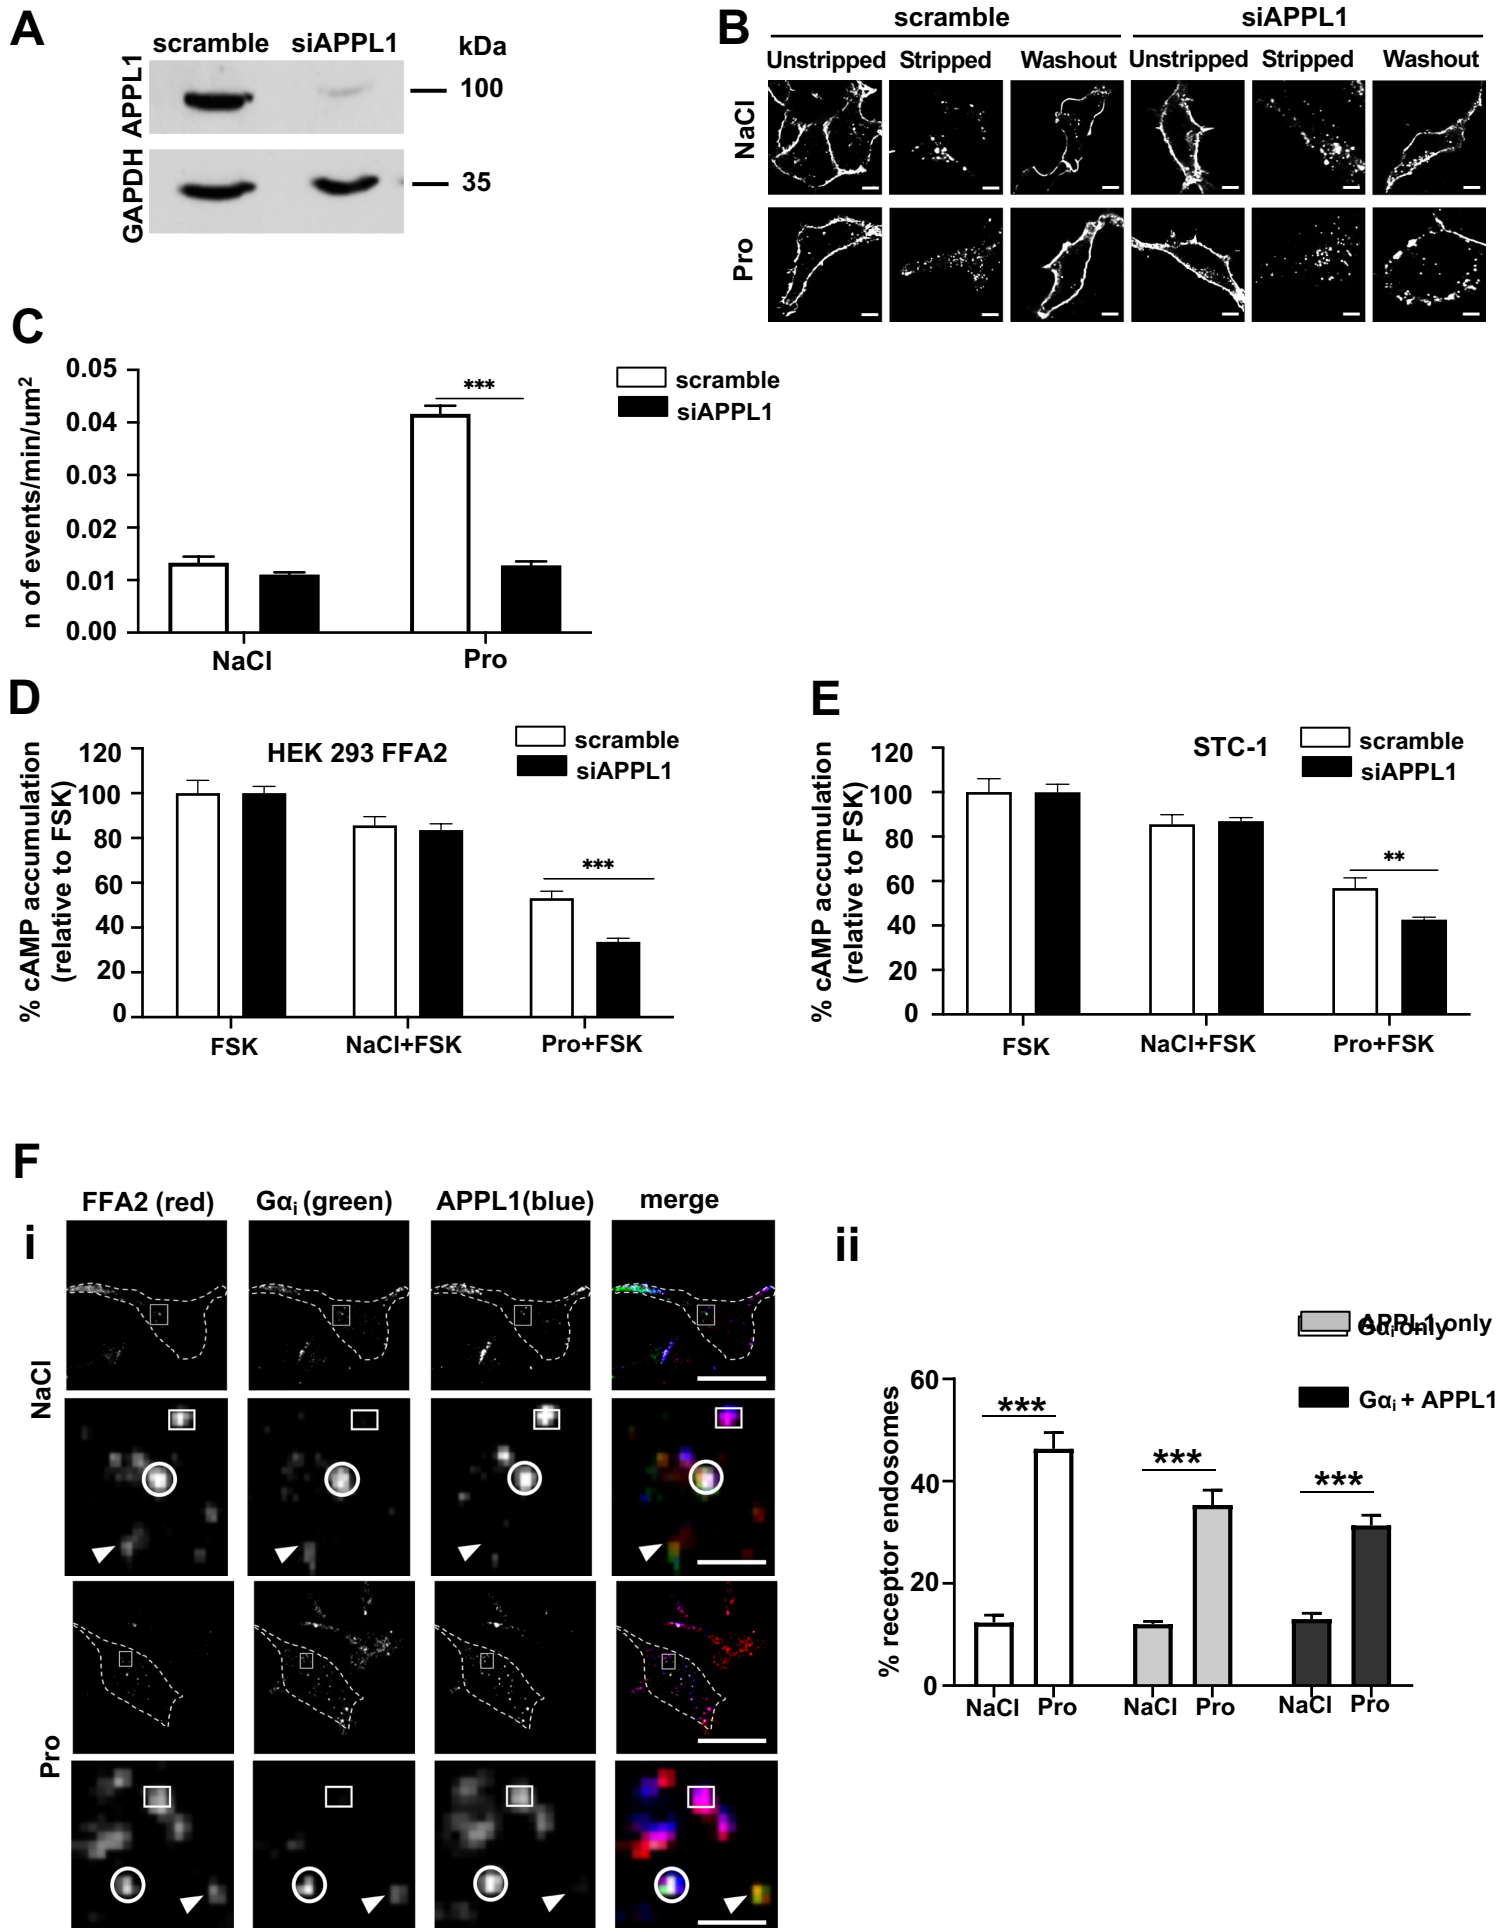 A
scramble siAPPL1 kDa
APPL1
100
GAPDH
35
B
scramble siAPPL1
Unstripped Stripped Washout Unstripped Stripped Washout
NaCl
Pro
C
n of events/min/um²
0.05
0.04
0.03
0.02
0.01
0.00
***
scramble
siAPPL1
NaCl Pro
D
HEK 293 FFA2
% cAMP accumulation
(relative to FSK)
120
100
80
60
40
20
0
***
scramble
siAPPL1
FSK NaCl+FSK Pro+FSK
E
STC-1
% cAMP accumulation
(relative to FSK)
120
100
80
60
40
20
0
**
scramble
siAPPL1
FSK NaCl+FSK Pro+FSK
F
i
FFA2 (red) Gαi (green) APPL1(blue) merge
NaCl
Pro
ii
APPL1 only
Gαi only
Gαi + APPL1
% receptor endosomes
60
40
20
0
*** *** ***
NaCl Pro NaCl Pro NaCl Pro